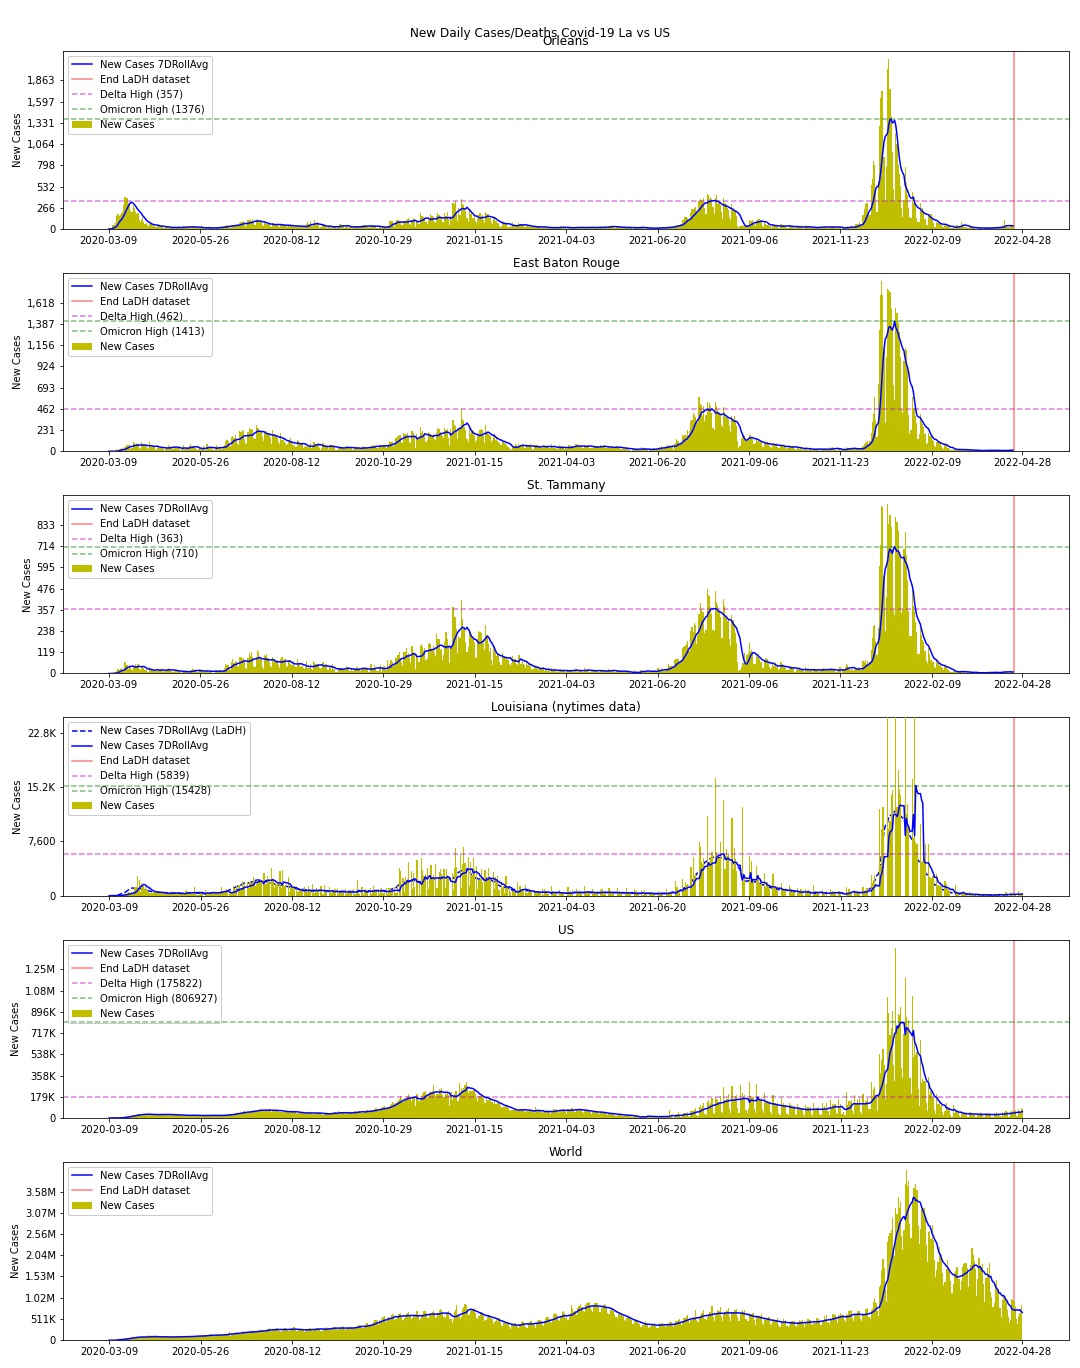 New Daily Cases/Deaths Covid-19 La vs US
Orleans
New Cases 7DRollAvg
End LaDH dataset
Delta High (357)
Omicron High (1376)
New Cases
New Cases
1,863
1,597
1,331
1,064
798
532
266
0
2020-03-09 2020-05-26 2020-08-12 2020-10-29 2021-01-15 2021-04-03 2021-06-20 2021-09-06 2021-11-23 2022-02-09 2022-04-28
East Baton Rouge
New Cases 7DRollAvg
End LaDH dataset
Delta High (462)
Omicron High (1413)
New Cases
New Cases
1,618
1,387
1,156
924
693
462
231
0
2020-03-09 2020-05-26 2020-08-12 2020-10-29 2021-01-15 2021-04-03 2021-06-20 2021-09-06 2021-11-23 2022-02-09 2022-04-28
St. Tammany
New Cases 7DRollAvg
End LaDH dataset
Delta High (363)
Omicron High (710)
New Cases
New Cases
833
714
595
476
357
238
119
0
2020-03-09 2020-05-26 2020-08-12 2020-10-29 2021-01-15 2021-04-03 2021-06-20 2021-09-06 2021-11-23 2022-02-09 2022-04-28
Louisiana (nytimes data)
New Cases 7DRollAvg (LaDH)
New Cases 7DRollAvg
End LaDH dataset
Delta High (5839)
Omicron High (15428)
New Cases
New Cases
22.8K
15.2K
7,600
0
2020-03-09 2020-05-26 2020-08-12 2020-10-29 2021-01-15 2021-04-03 2021-06-20 2021-09-06 2021-11-23 2022-02-09 2022-04-28
US
New Cases 7DRollAvg
End LaDH dataset
Delta High (175822)
Omicron High (806927)
New Cases
New Cases
1.25M
1.08M
896K
717K
538K
358K
179K
0
2020-03-09 2020-05-26 2020-08-12 2020-10-29 2021-01-15 2021-04-03 2021-06-20 2021-09-06 2021-11-23 2022-02-09 2022-04-28
World
New Cases 7DRollAvg
End LaDH dataset
New Cases
New Cases
3.58M
3.07M
2.56M
2.04M
1.53M
1.02M
511K
0
2020-03-09 2020-05-26 2020-08-12 2020-10-29 2021-01-15 2021-04-03 2021-06-20 2021-09-06 2021-11-23 2022-02-09 2022-04-28